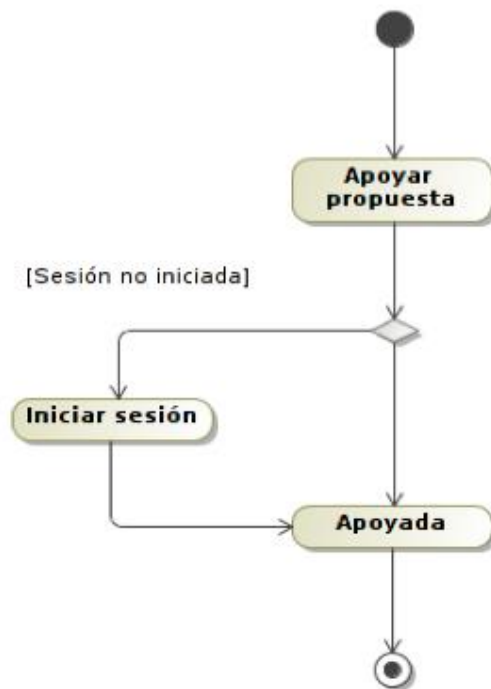 Apoyar
propuesta
[Sesión no iniciada]
Iniciar sesión
Apoyada